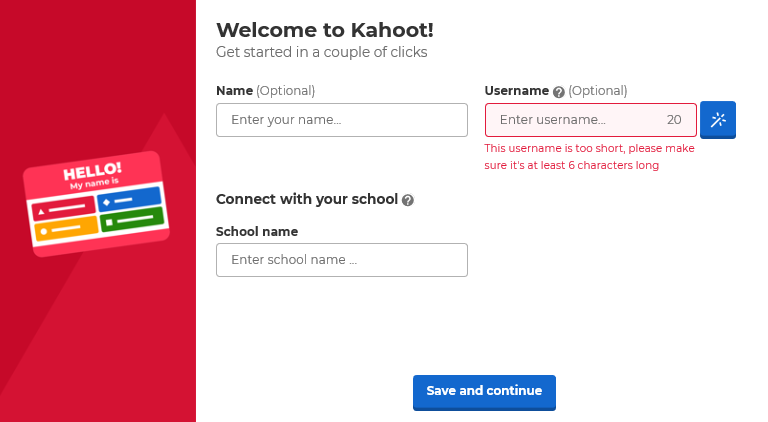 Welcome to Kahoot!
Get started in a couple of clicks
HELLO!
My name is
Name (Optional)
Enter your name...
Username ? (Optional)
Enter username... 20
This username is too short, please make
sure it's at least 6 characters long
Connect with your school ?
School name
Enter school name ...
Save and continue